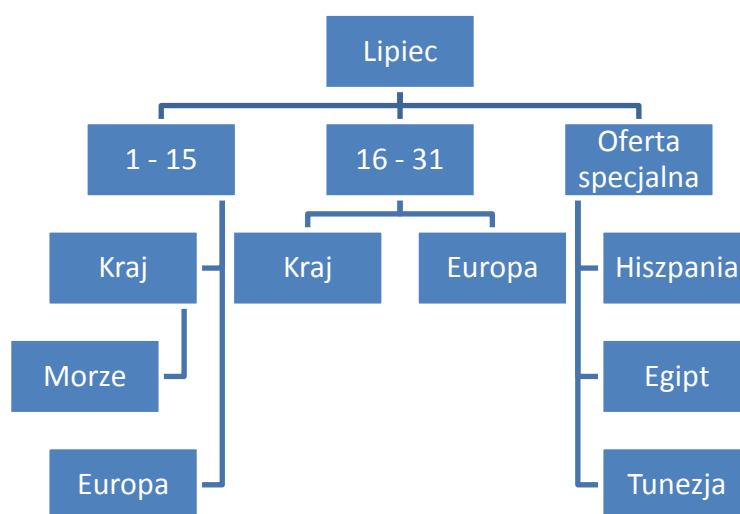 Lipiec
1 - 15
16 - 31
Oferta
specjalna
Kraj
Kraj
Europa
Hiszpania
Morze
Egipt
Europa
Tunezja